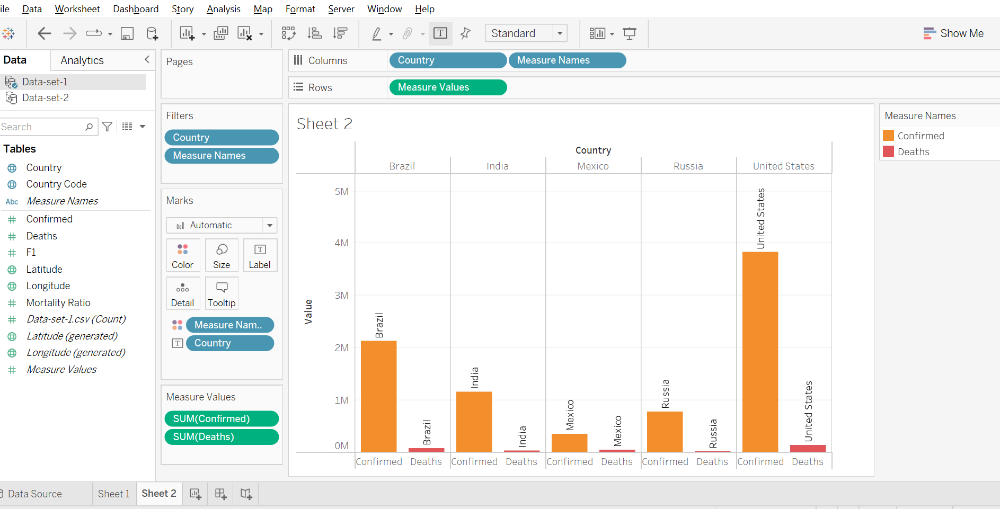 ile Data Worksheet Dashboard Story Analysis Map Format Server Window Help
T Standard Show Me
Data Analytics
Data-set-1
Data-set-2
Search
Tables
Country
Country Code
Abc Measure Names
Confirmed
Deaths
F1
Latitude
Longitude
Mortality Ratio
Data-set-1.csv (Count)
Latitude (generated)
Longitude (generated)
Measure Values
Pages
Filters
Country
Measure Names
Marks
Automatic
Color Size T Label
Detail Tooltip
Measure Nam..
T Country
Measure Values
SUM(Confirmed)
SUM(Deaths)
Columns Country Measure Names
Rows Measure Values
Sheet 2
Country
Brazil India Mexico Russia United States
5M
4M
3M
2M
1M
0M
Value
Brazil
Brazil
India
India
Mexico
Mexico
Russia
Russia
United States
United States
Confirmed Deaths Confirmed Deaths Confirmed Deaths Confirmed Deaths Confirmed Deaths
Measure Names
Confirmed
Deaths
Data Source Sheet 1 Sheet 2